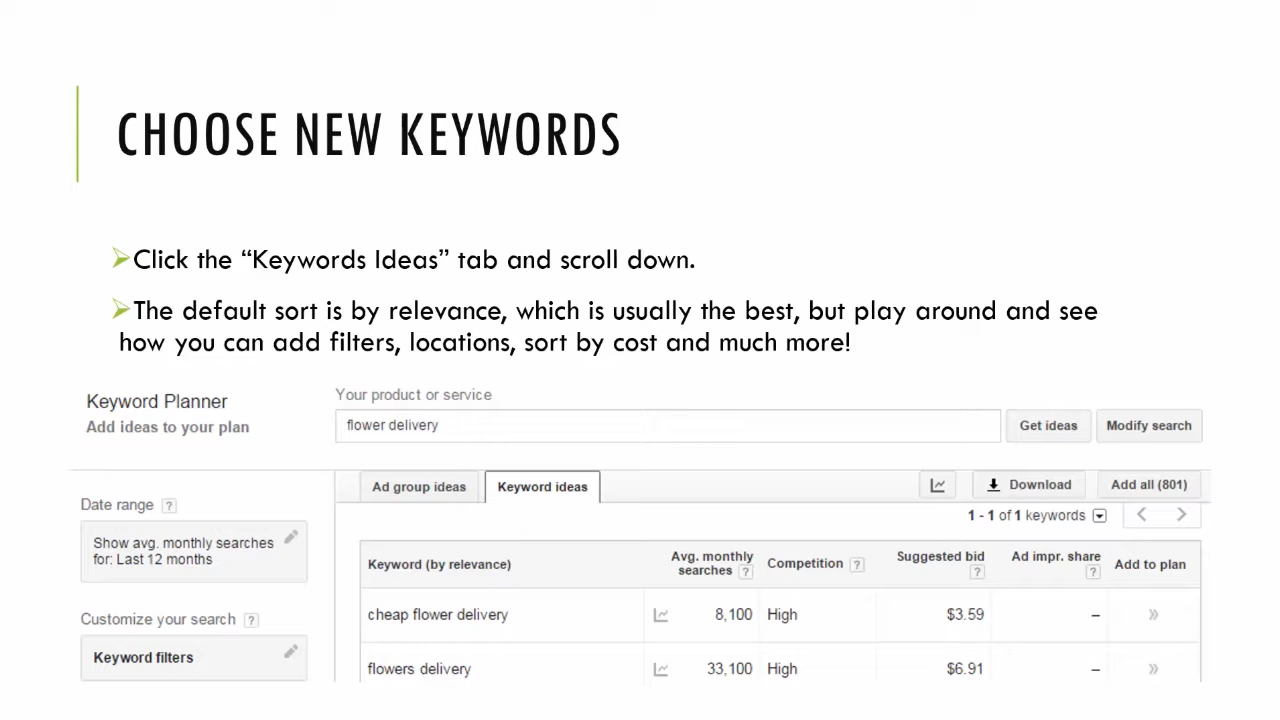 CHOOSE NEW KEYWORDS
Click the “Keywords Ideas” tab and scroll down.
The default sort is by relevance, which is usually the best, but play around and see
how you can add filters, locations, sort by cost and much more!
Keyword Planner
Add ideas to your plan
Your product or service
flower delivery
Get ideas
Modify search
Ad group ideas
Keyword ideas
Download
Add all (801)
1 - 1 of 1 keywords
Date range ?
Show avg. monthly searches
for: Last 12 months
Customize your search ?
Keyword filters
Keyword (by relevance)
Avg. monthly
searches ?
Competition ?
Suggested bid
?
Ad impr. share
?
Add to plan
cheap flower delivery 8,100 High $3.59 – »
flowers delivery 33,100 High $6.91 – »